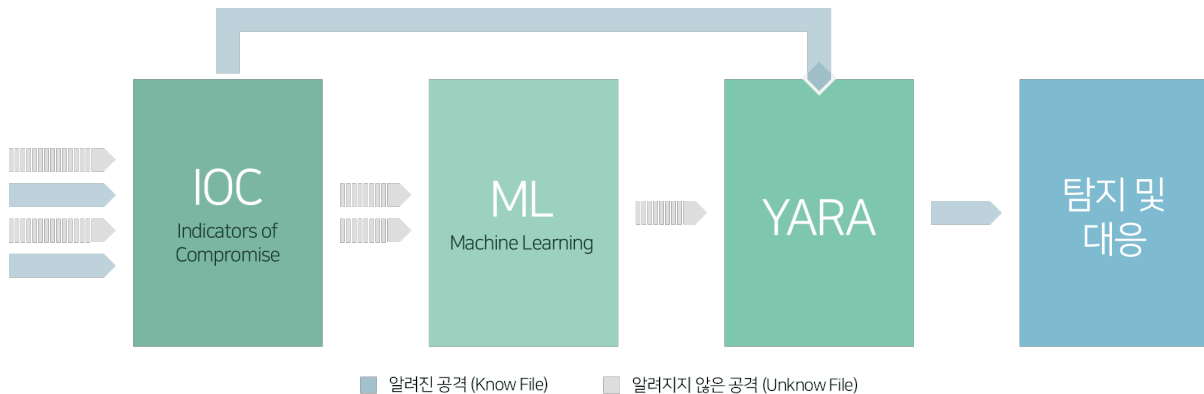 IOC
Indicators of
Compromise
ML
Machine Learning
YARA
탐지 및
대응
알려진 공격 (Know File)
알려지지 않은 공격 (Unknow File)